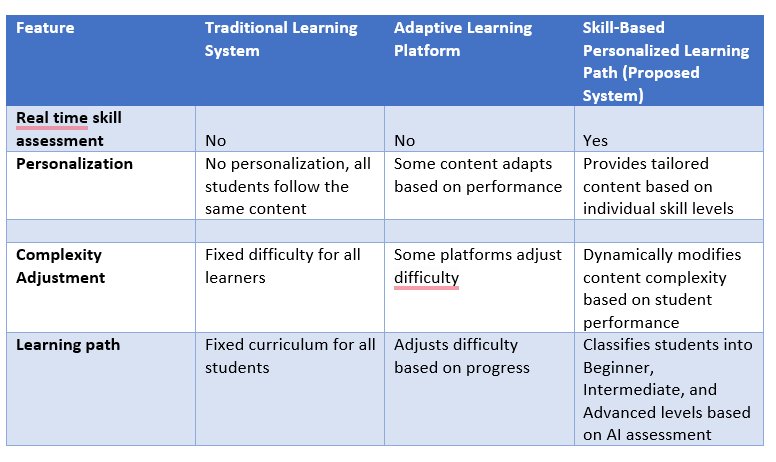 Feature
Traditional Learning
System
Adaptive Learning
Platform
Skill-Based
Personalized Learning
Path (Proposed
System)
Real time skill
assessment
No
No
Yes
Personalization
No personalization, all
students follow the
same content
Some content adapts
based on performance
Provides tailored
content based on
individual skill levels
Complexity
Adjustment
Fixed difficulty for all
learners
Some platforms adjust
difficulty
Dynamically modifies
content complexity
based on student
performance
Learning path
Fixed curriculum for all
students
Adjusts difficulty
based on progress
Classifies students into
Beginner,
Intermediate, and
Advanced levels based
on AI assessment